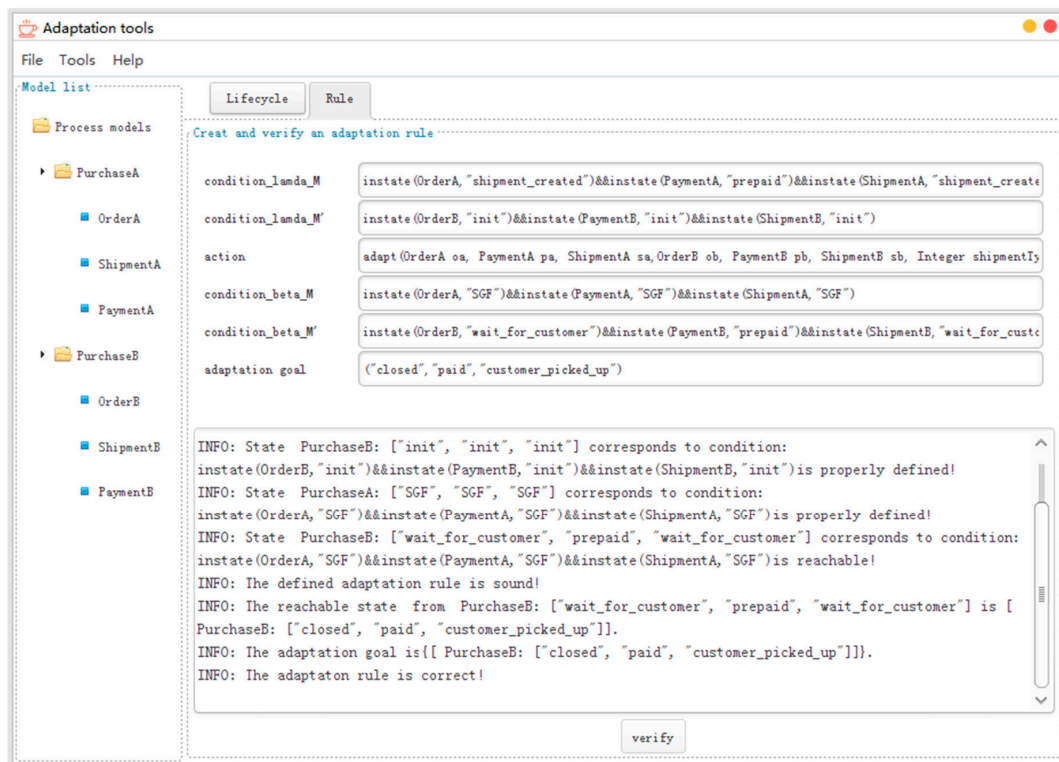 Adaptation tools
File Tools Help
Model list
Process models
PurchaseA
OrderA
ShipmentA
PaymentA
PurchaseB
OrderB
ShipmentB
PaymentB
Lifecycle Rule
Creat and verify an adaptation rule
condition_lamda_M instate(OrderA, "shipment_created")&&instate(PaymentA, "prepaid")&&instate(ShipmentA, "shipment_create
condition_lamda_M' instate(OrderB, "init")&&instate(PaymentB, "init")&&instate(ShipmentB, "init")
action adapt(OrderA oa, PaymentA pa, ShipmentA sa,OrderB ob, PaymentB pb, ShipmentB sb, Integer shipmentTy
condition_beta_M instate(OrderA, "SGF")&&instate(PaymentA, "SGF")&&instate(ShipmentA, "SGF")
condition_beta_M' instate(OrderB, "wait_for_customer")&&instate(PaymentB, "prepaid")&&instate(ShipmentB, "wait_for_custo
adaptation goal ("closed", "paid", "customer_picked_up")
INFO: State PurchaseB: ["init", "init", "init"] corresponds to condition:
instate(OrderB,"init")&&instate(PaymentB,"init")&&instate(ShipmentB,"init")is properly defined!
INFO: State PurchaseA: ["SGF", "SGF", "SGF"] corresponds to condition:
instate(OrderA,"SGF")&&instate(PaymentA,"SGF")&&instate(ShipmentA,"SGF")is properly defined!
INFO: State PurchaseB: ["wait_for_customer", "prepaid", "wait_for_customer"] corresponds to condition:
instate(OrderA,"SGF")&&instate(PaymentA,"SGF")&&instate(ShipmentA,"SGF")is reachable!
INFO: The defined adaptation rule is sound!
INFO: The reachable state from PurchaseB: ["wait_for_customer", "prepaid", "wait_for_customer"] is [
PurchaseB: ["closed", "paid", "customer_picked_up"]].
INFO: The adaptation goal is{[ PurchaseB: ["closed", "paid", "customer_picked_up"]]}.
INFO: The adaptaton rule is correct!
verify